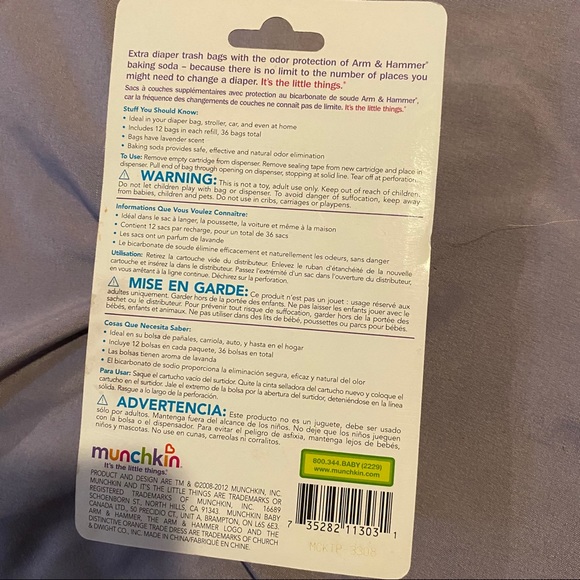 Extra diaper trash bags with the odor protection of Arm & Hammer®
baking soda – because there is no limit to the number of places you
might need to change a diaper. It's the little things.®
Sacs à couches supplémentaires avec protection au bicarbonate de soude Arm & Hammer®,
car la fréquence des changements de couches ne connaît pas de limite. It's the little things.®
Stuff You Should Know:
• Ideal in your diaper bag, stroller, car, and even at home
• Includes 12 bags in each refill, 36 bags total
• Bags have lavender scent
• Baking soda provides safe, effective and natural odor elimination
To Use: Remove empty cartridge from dispenser. Remove sealing tape from new cartridge and place in
dispenser. Pull end of bag through opening on dispenser, stopping at solid line. Tear off at perforation.
⚠ WARNING: This is not a toy, adult use only. Keep out of reach of children.
Do not let children play with bag or dispenser. To avoid danger of suffocation, keep away
from babies, children and pets. Do not use in cribs, carriages or playpens.
Informations Que Vous Voulez Connaître:
• Idéal dans le sac à langer, la poussette, la voiture et même à la maison
• Contient 12 sacs par recharge, pour un total de 36 sacs
• Les sacs ont un parfum de lavande
• Le bicarbonate de soude élimine efficacement et naturellement les odeurs, sans danger
Utilisation: Retirez la cartouche vide du distributeur. Enlevez le ruban d'étanchéité de la nouvelle
cartouche et insérez la dans le distributeur. Passez l'extrémité d'un sac dans l'ouverture du distributeur,
en vous arrêtant à la ligne continue. Déchirez sur la perforation.
⚠ MISE EN GARDE: Ce produit n'est pas un jouet : usage réservé aux
adultes uniquement. Garder hors de la portée des enfants. Ne pas laisser les enfants jouer avec le
sachet ou le distributeur. Pour prévenir tout risque de suffocation, garder hors de la portée des
bébés, enfants et animaux. Ne pas utiliser dans des lits de bébé, poussettes ou parcs pour bébés.
Cosas Que Necesita Saber:
• Ideal en su bolsa de pañales, carriola, auto, y hasta en el hogar
• Incluye 12 bolsas en cada paquete, 36 bolsas en total
• Las bolsas tienen aroma de lavanda
• El bicarbonato de sodio proporciona la eliminación segura, eficaz y natural del olor
Para Usar: Saque el cartucho vacío del surtidor. Quite la cinta selladora del cartucho nuevo y coloque el
cartucho en el surtidor. Jale el extremo de la bolsa por la abertura del surtidor, deteniéndose en la línea
sólida. Rasgue a lo largo de la perforación.
⚠ ADVERTENCIA: Este producto no es un juguete, debe ser usado
sólo por adultos. Mantenga fuera del alcance de los niños. No deje que los niños jueguen
con la bolsa o el dispensador. Para evitar el peligro de asfixia, mantenga lejos de bebés,
niños y mascotas. No use en cunas, carreolas ni corralitos.
munchkin®
It's the little things.®
800.344.BABY (2229)
www.munchkin.com
PRODUCT AND DESIGN ARE TM & ©2008-2012 MUNCHKIN, INC.
MUNCHKIN AND IT'S THE LITTLE THINGS ARE TRADEMARKS OR
REGISTERED TRADEMARKS OF MUNCHKIN, INC. 16689
SCHOENBORN ST. NORTH HILLS, CA 91343. MUNCHKIN BABY
CANADA LTD., 50 PRECIDIO CT, UNIT A, BRAMPTON, ON L6S 6E3.
ARM & HAMMER, THE ARM & HAMMER LOGO AND THE
DISTINCTIVE ORANGE TRADE DRESS ARE TRADEMARKS OF CHURCH
& DWIGHT CO., INC. MADE IN CHINA/FABRIQUÉ EN CHINE.
7 35282 11303 1